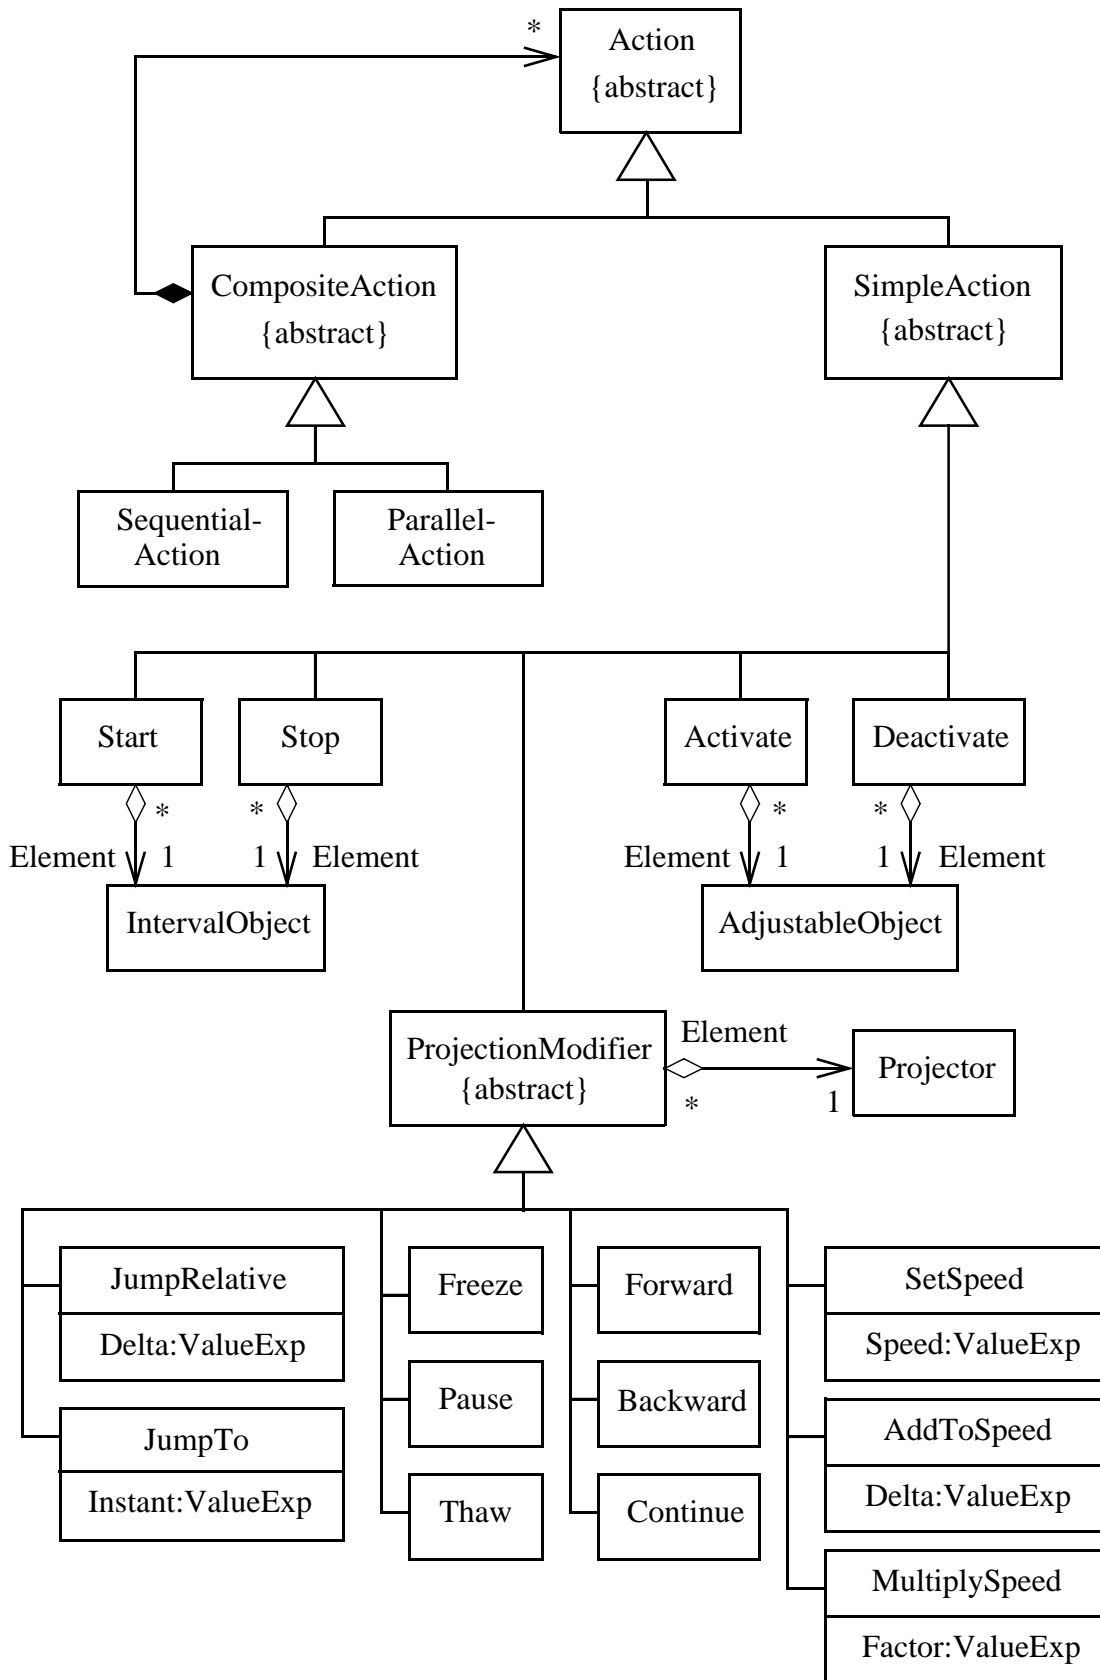 *
Action
{abstract}
CompositeAction
{abstract}
SimpleAction
{abstract}
Sequential-
Action
Parallel-
Action
Start
Stop
Activate
Deactivate
*
*
*
*
Element
1
1
Element
Element
1
1
Element
IntervalObject
AdjustableObject
ProjectionModifier
{abstract}
Element
*
1
Projector
JumpRelative
Delta:ValueExp
JumpTo
Instant:ValueExp
Freeze
Pause
Thaw
Forward
Backward
Continue
SetSpeed
Speed:ValueExp
AddToSpeed
Delta:ValueExp
MultiplySpeed
Factor:ValueExp